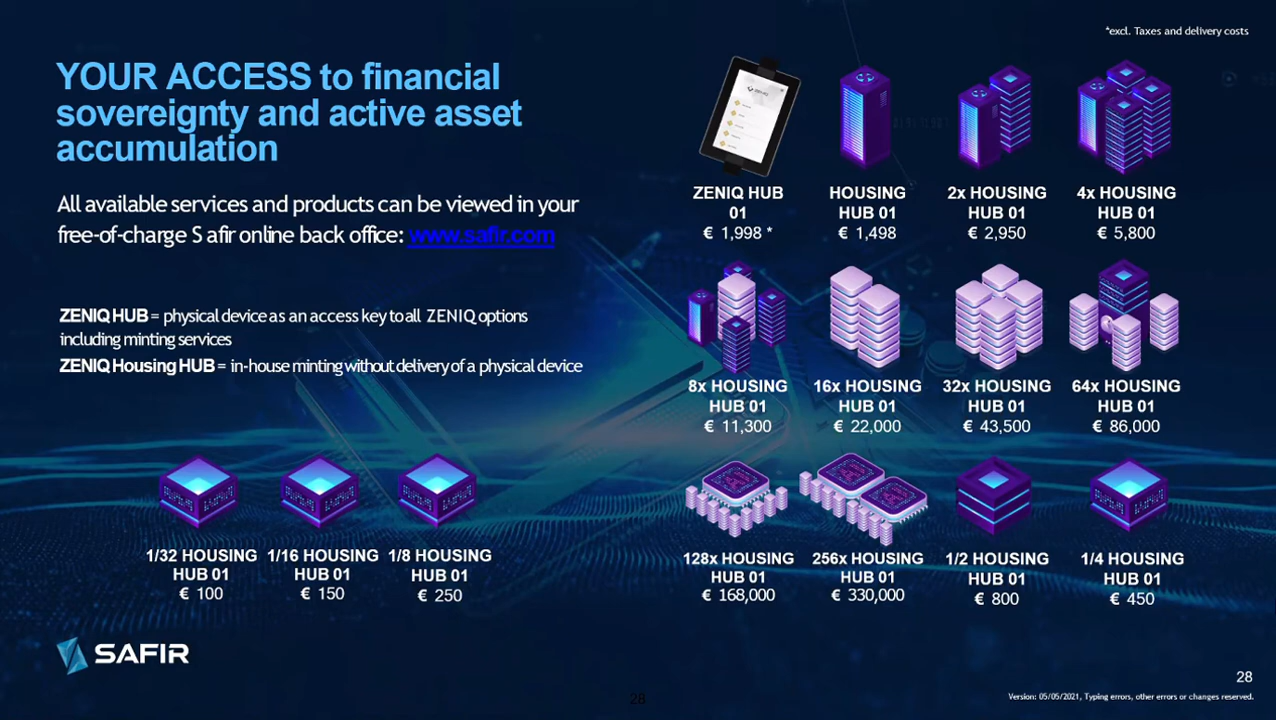 *excl. Taxes and delivery costs
YOUR ACCESS to financial
sovereignty and active asset
accumulation
All available services and products can be viewed in your
free-of-charge S afir online back office: www.safir.com
ZENIQ HUB = physical device as an access key to all ZENIQ options
including minting services
ZENIQ Housing HUB = in-house minting without delivery of a physical device
ZENIQ HUB
01
€ 1,998 *
HOUSING
HUB 01
€ 1,498
2x HOUSING
HUB 01
€ 2,950
4x HOUSING
HUB 01
€ 5,800
8x HOUSING
HUB 01
€ 11,300
16x HOUSING
HUB 01
€ 22,000
32x HOUSING
HUB 01
€ 43,500
64x HOUSING
HUB 01
€ 86,000
1/32 HOUSING
HUB 01
€ 100
1/16 HOUSING
HUB 01
€ 150
1/8 HOUSING
HUB 01
€ 250
128x HOUSING
HUB 01
€ 168,000
256x HOUSING
HUB 01
€ 330,000
1/2 HOUSING
HUB 01
€ 800
1/4 HOUSING
HUB 01
€ 450
SAFIR
28
28
Version: 05/05/2021, Typing errors, other errors or changes reserved.